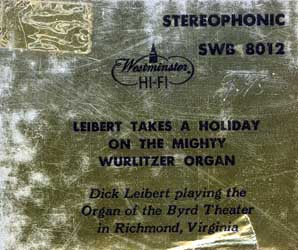 STEREOPHONIC
SWB 8012
Westminster
HI-FI
LEIBERT TAKES A HOLIDAY
ON THE MIGHTY
WURLITZER ORGAN
Dick Leibert playing the
Organ of the Byrd Theater
in Richmond, Virginia